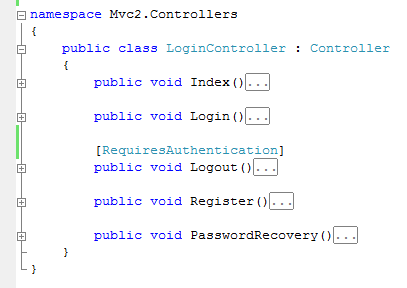 namespace Mvc2.Controllers
{
public class LoginController : Controller
{
public void Index()...
public void Login()...
[RequiresAuthentication]
public void Logout()...
public void Register()...
public void PasswordRecovery()...
}
}